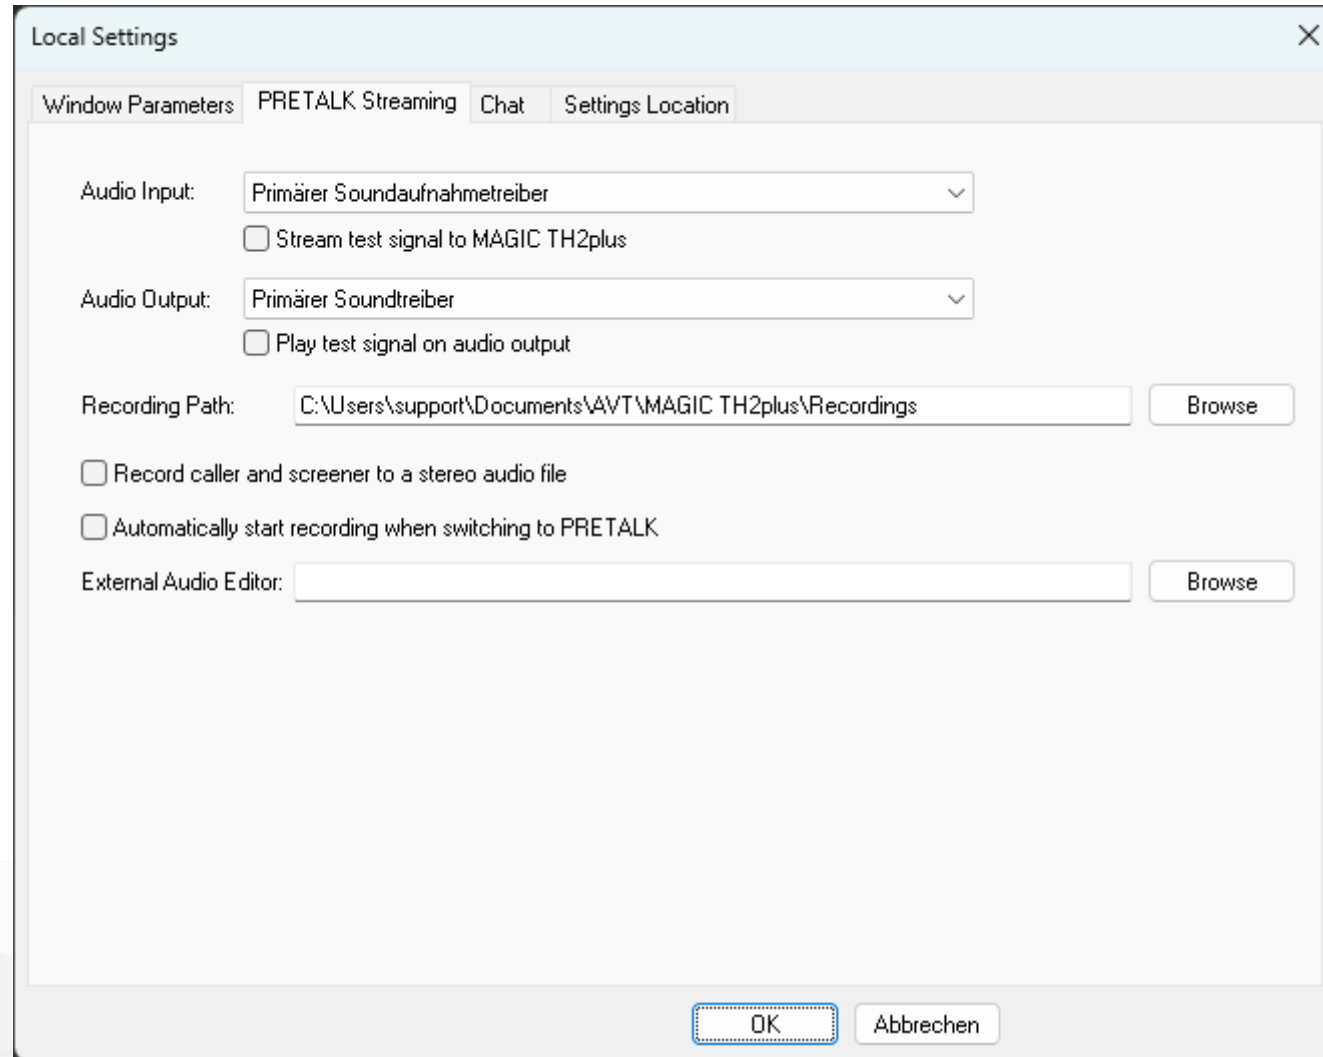 Local Settings
Window Parameters PRETALK Streaming Chat Settings Location
Audio Input: Primärer Soundaufnahmetreiber
Stream test signal to MAGIC TH2plus
Audio Output: Primärer Soundtreiber
Play test signal on audio output
Recording Path: C:\Users\support\Documents\AVT\MAGIC TH2plus\Recordings Browse
Record caller and screener to a stereo audio file
Automatically start recording when switching to PRETALK
External Audio Editor: Browse
OK Abbrechen